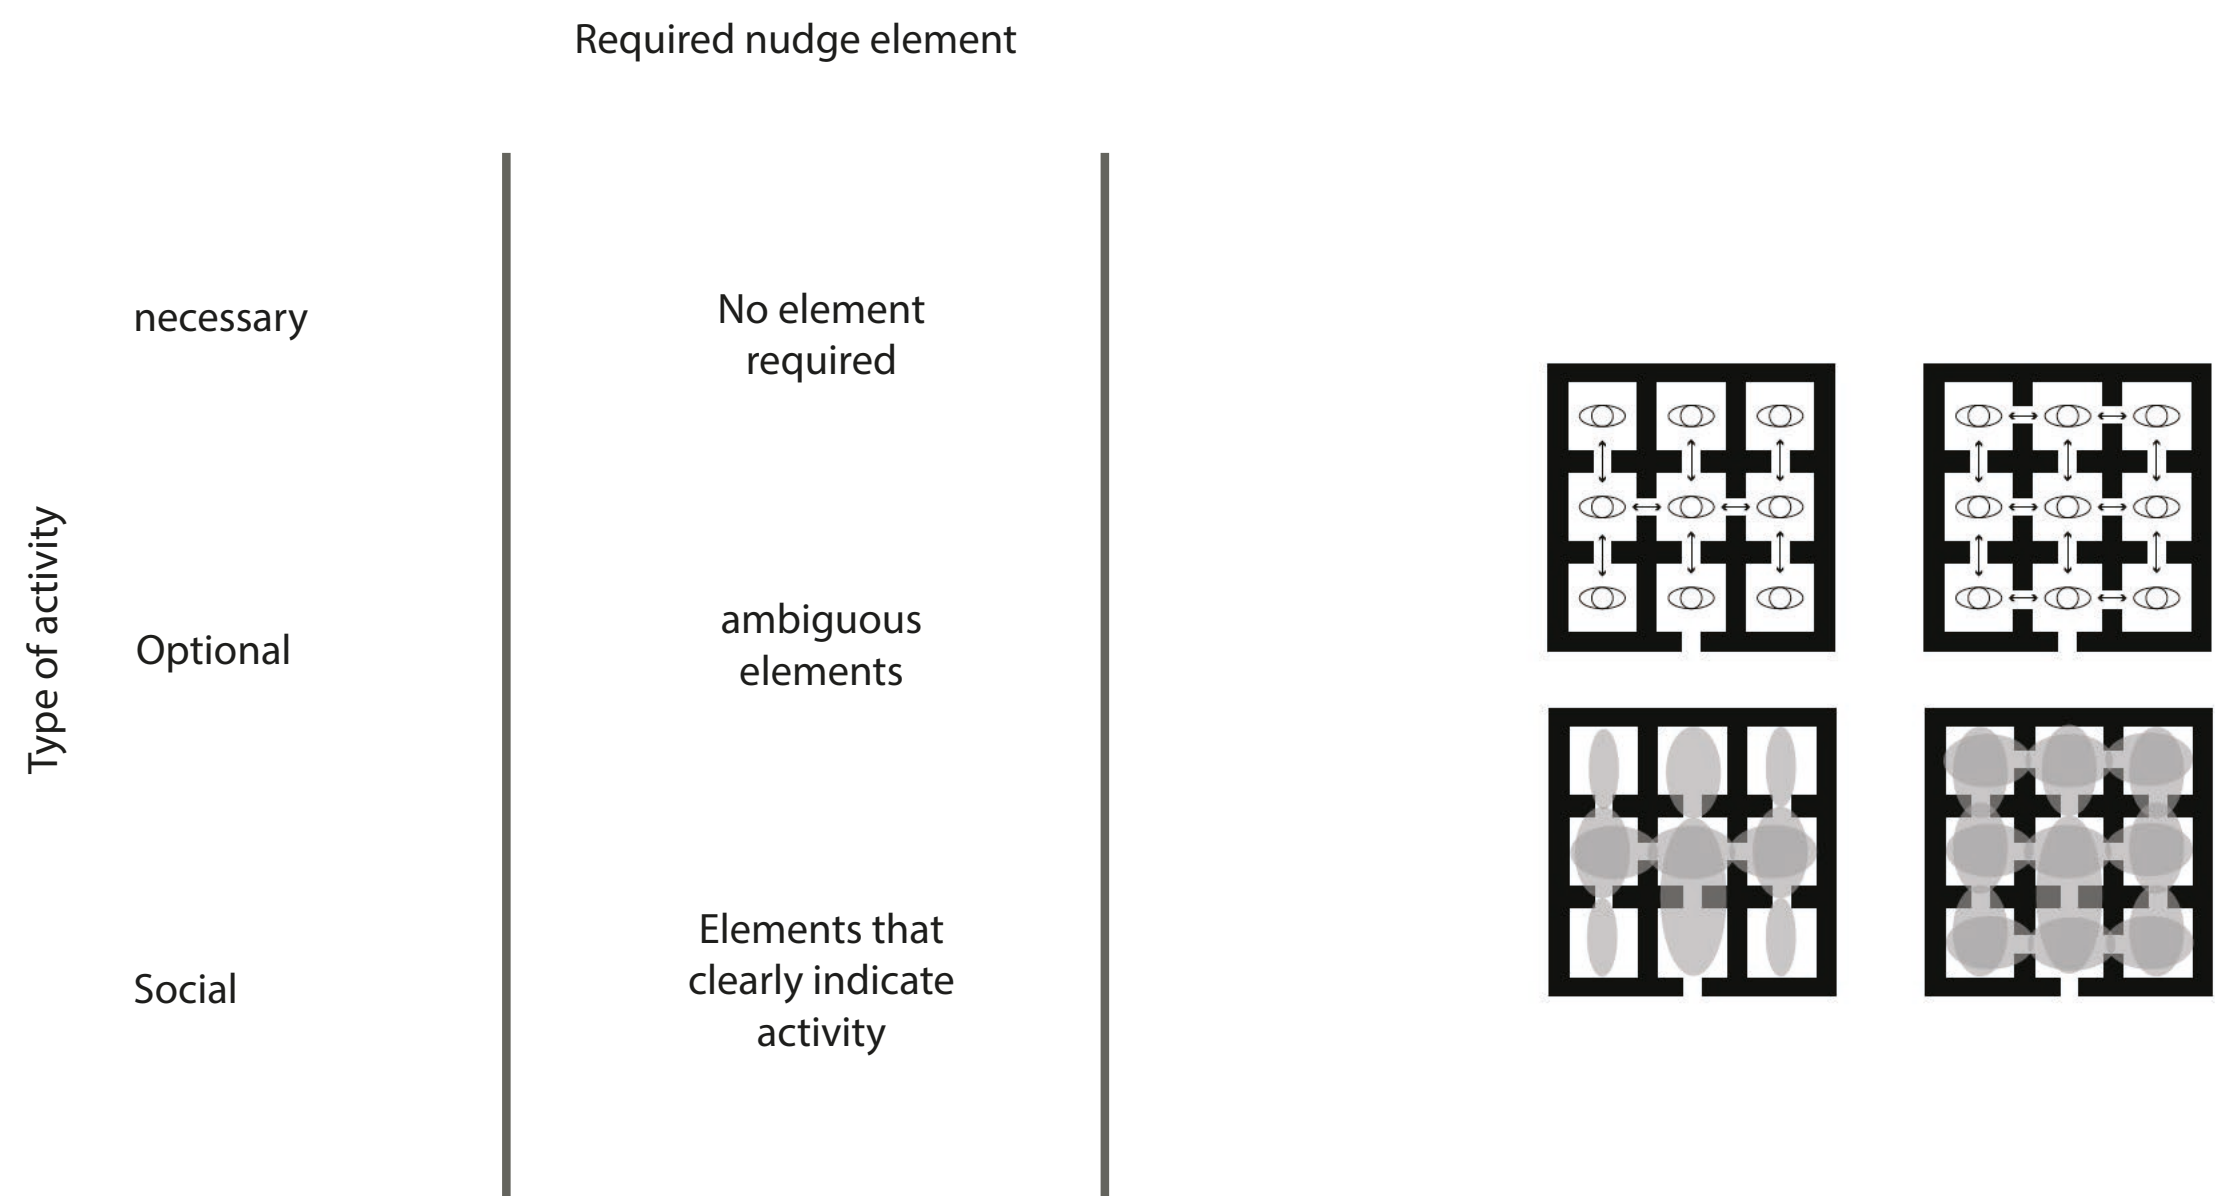 Required nudge element
Type of activity
necessary
No element
required
Optional
ambiguous
elements
Social
Elements that
clearly indicate
activity